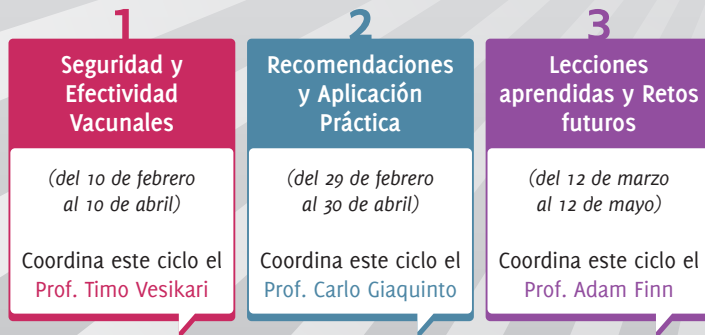 1
Seguridad y
Efectividad
Vacunales
(del 10 de febrero
al 10 de abril)
Coordina este ciclo el
Prof. Timo Vesikari
2
Recomendaciones
y Aplicación
Práctica
(del 29 de febrero
al 30 de abril)
Coordina este ciclo el
Prof. Carlo Giaquinto
3
Lecciones
aprendidas y Retos
futuros
(del 12 de marzo
al 12 de mayo)
Coordina este ciclo el
Prof. Adam Finn